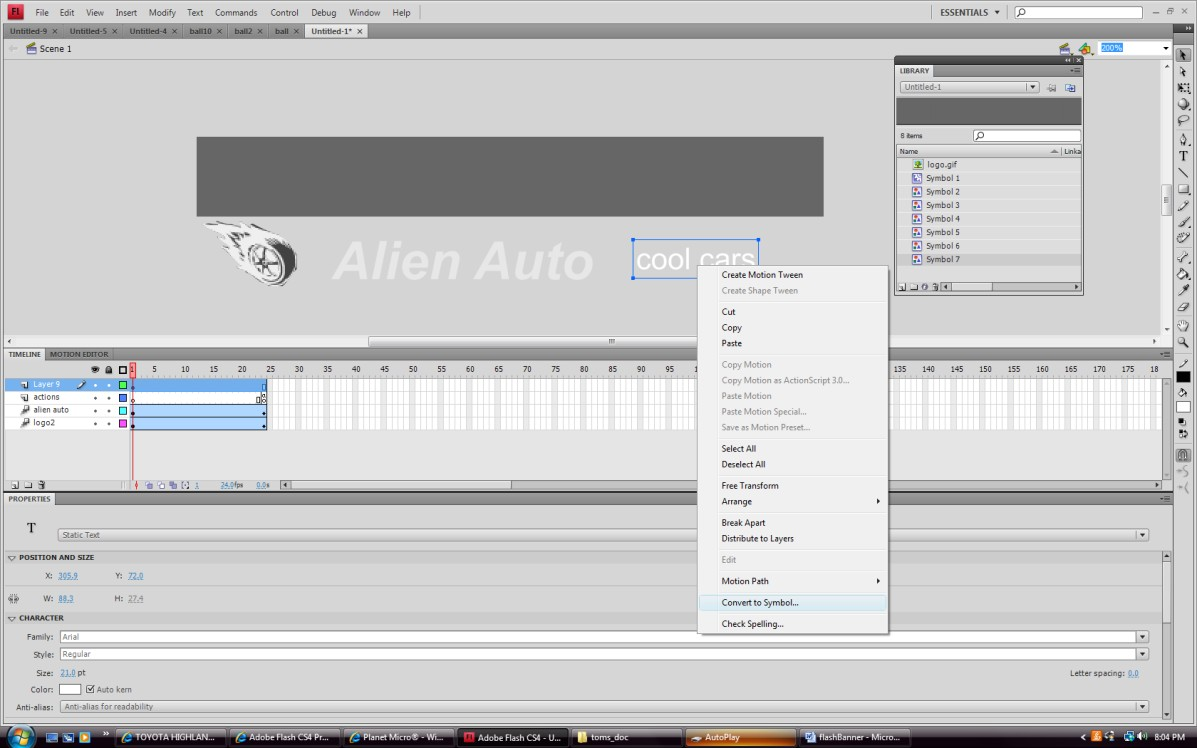 Fl File Edit View Insert Modify Text Commands Control Debug Window Help ESSENTIALS
Untitled-9 × Untitled-5 × Untitled-4 × ball10 × ball2 × ball × Untitled-1* ×
Scene 1 200%
LIBRARY
Untitled-1
8 items
Name Linka
logo.gif
Symbol 1
Symbol 2
Symbol 3
Symbol 4
Symbol 5
Symbol 6
Symbol 7
Alien Auto cool cars
Create Motion Tween
Create Shape Tween
Cut
Copy
Paste
Copy Motion
Copy Motion as ActionScript 3.0...
Paste Motion
Paste Motion Special...
Save as Motion Preset...
Select All
Deselect All
Free Transform
Arrange
Break Apart
Distribute to Layers
Edit
Motion Path
Convert to Symbol...
Check Spelling...
TIMELINE MOTION EDITOR
1 5 10 15 20 25 30 35 40 45 50 55 60 65 70 75 80 85 90 95 130 135 140 145 150 155 160 165 170 175 18
Layer 9
actions
alien auto
logo2
1 24.0fps 0.0s
PROPERTIES
T Static Text
POSITION AND SIZE
X: 305.9 Y: 72.0
W: 88.3 H: 27.4
CHARACTER
Family: Arial
Style: Regular
Size: 21.0 pt Letter spacing: 0.0
Color: Auto kern
Anti-alias: Anti-alias for readability
TOYOTA HIGHLAN... Adobe Flash CS4 Pr... Planet Micro® - Wi... Adobe Flash CS4 - U... toms_doc AutoPlay flashBanner - Micro... 8:04 PM